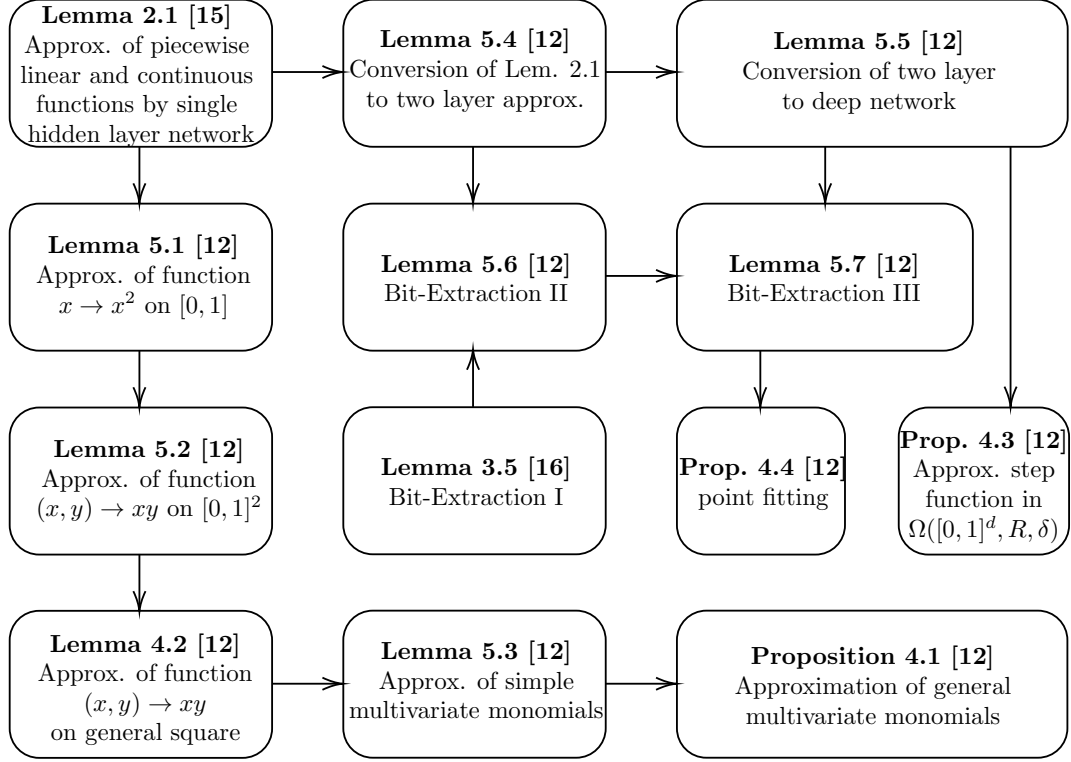 Lemma 2.1 [15]
Approx. of piecewise
linear and continuous
functions by single
hidden layer network
Lemma 5.4 [12]
Conversion of Lem. 2.1
to two layer approx.
Lemma 5.5 [12]
Conversion of two layer
to deep network
Lemma 5.1 [12]
Approx. of function
x → x² on [0, 1]
Lemma 5.6 [12]
Bit-Extraction II
Lemma 5.7 [12]
Bit-Extraction III
Lemma 5.2 [12]
Approx. of function
(x, y) → xy on [0, 1]²
Lemma 3.5 [16]
Bit-Extraction I
Prop. 4.4 [12]
point fitting
Prop. 4.3 [12]
Approx. step
function in
Ω([0, 1]ᵈ, R, δ)
Lemma 4.2 [12]
Approx. of function
(x, y) → xy
on general square
Lemma 5.3 [12]
Approx. of simple
multivariate monomials
Proposition 4.1 [12]
Approximation of general
multivariate monomials